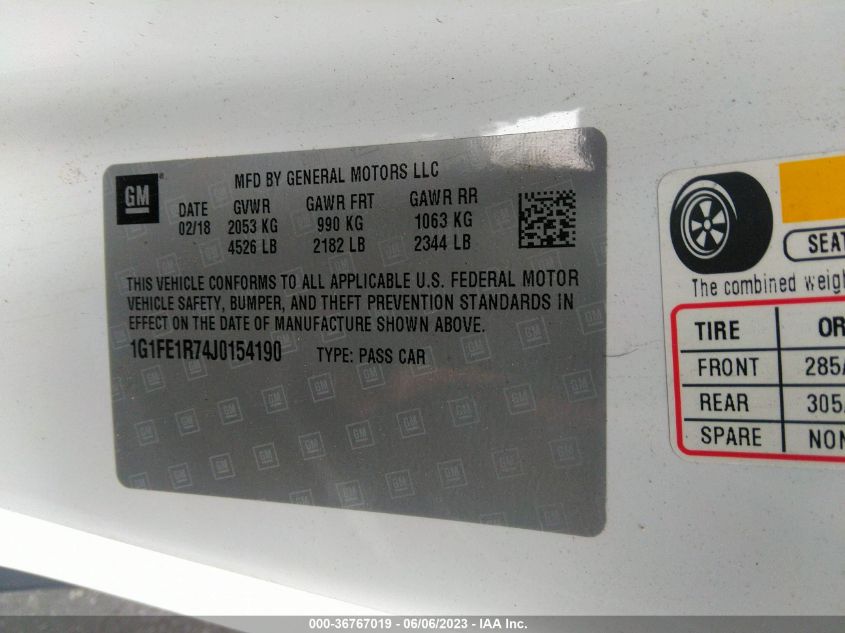 GM
MFD BY GENERAL MOTORS LLC
DATE GVWR GAWR FRT GAWR RR
02/18 2053 KG 990 KG 1063 KG
4526 LB 2182 LB 2344 LB
THIS VEHICLE CONFORMS TO ALL APPLICABLE U.S. FEDERAL MOTOR
VEHICLE SAFETY, BUMPER, AND THEFT PREVENTION STANDARDS IN
EFFECT ON THE DATE OF MANUFACTURE SHOWN ABOVE.
1G1FE1R74J0154190 TYPE: PASS CAR
SEAT
The combined weigh
TIRE OR
FRONT 285/
REAR 305/
SPARE NON
000-36767019 - 06/06/2023 - IAA Inc.